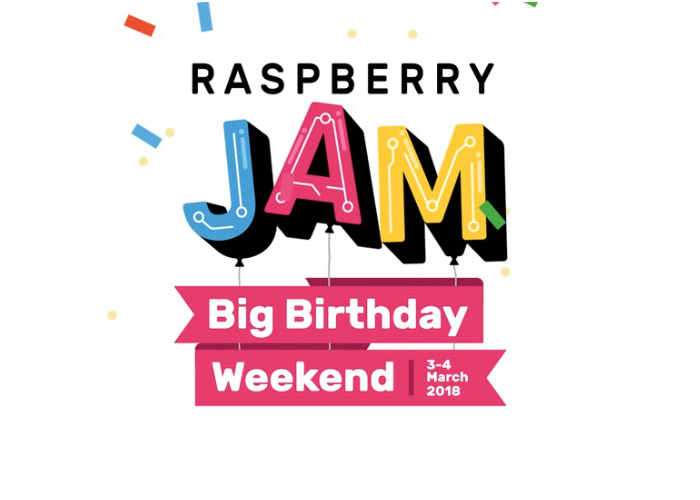 RASPBERRY
JAM
Big Birthday
Weekend
3-4
March
2018